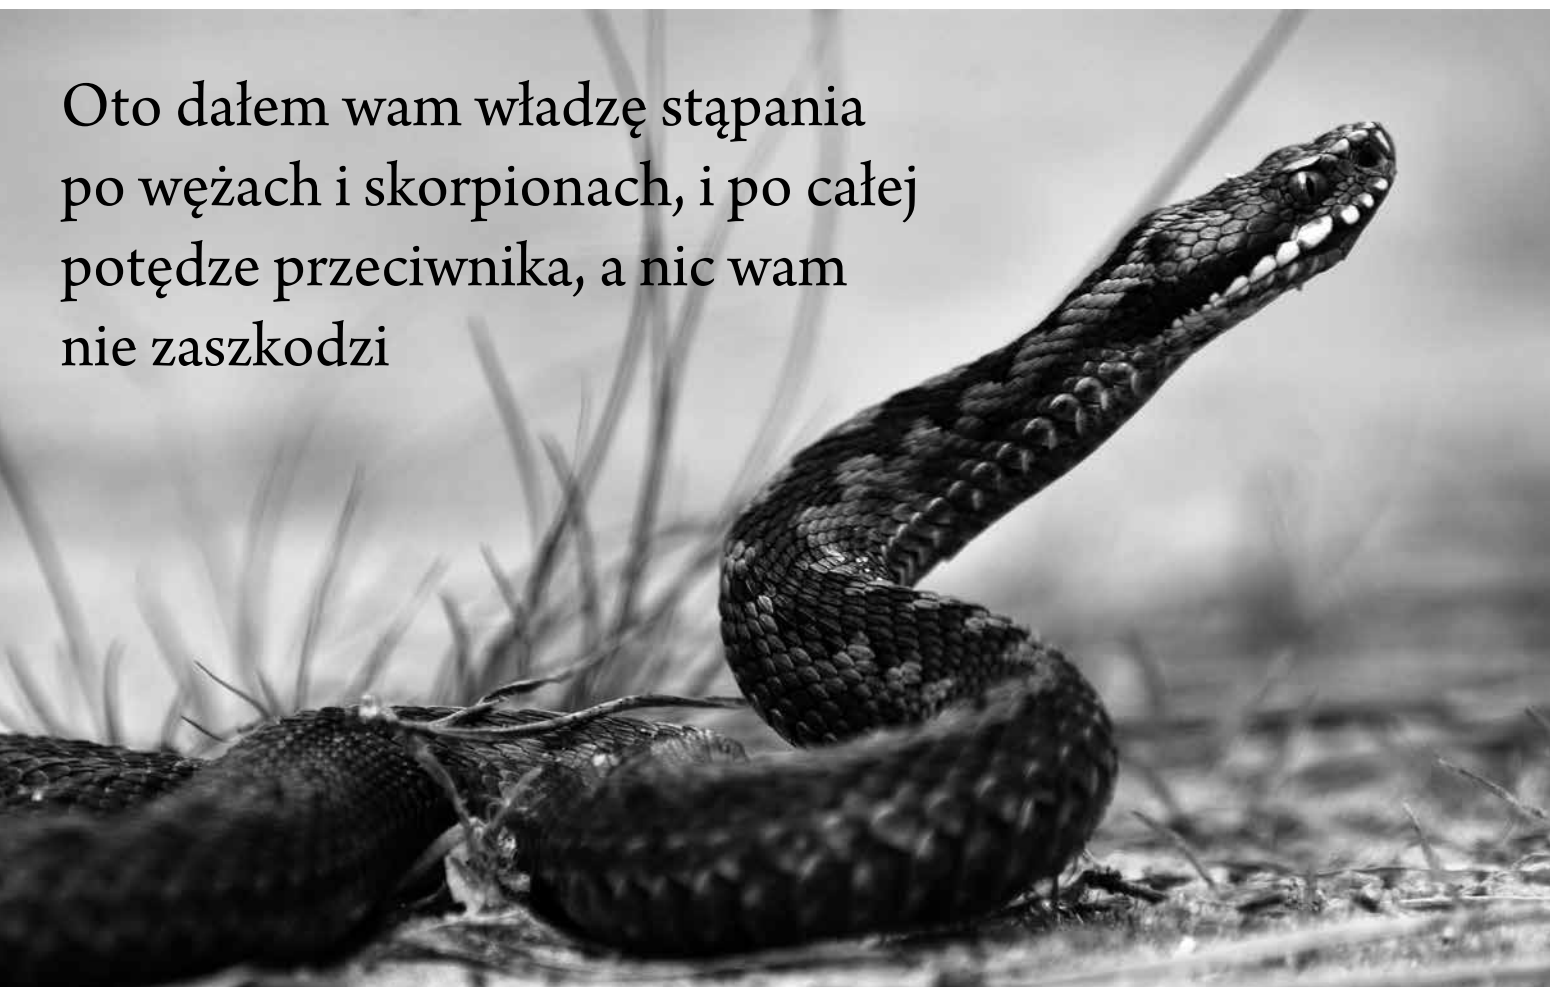 Oto dałem wam władzę stąpania
po wężach i skorpionach, i po całej
potędze przeciwnika, a nic wam
nie zaszkodzi